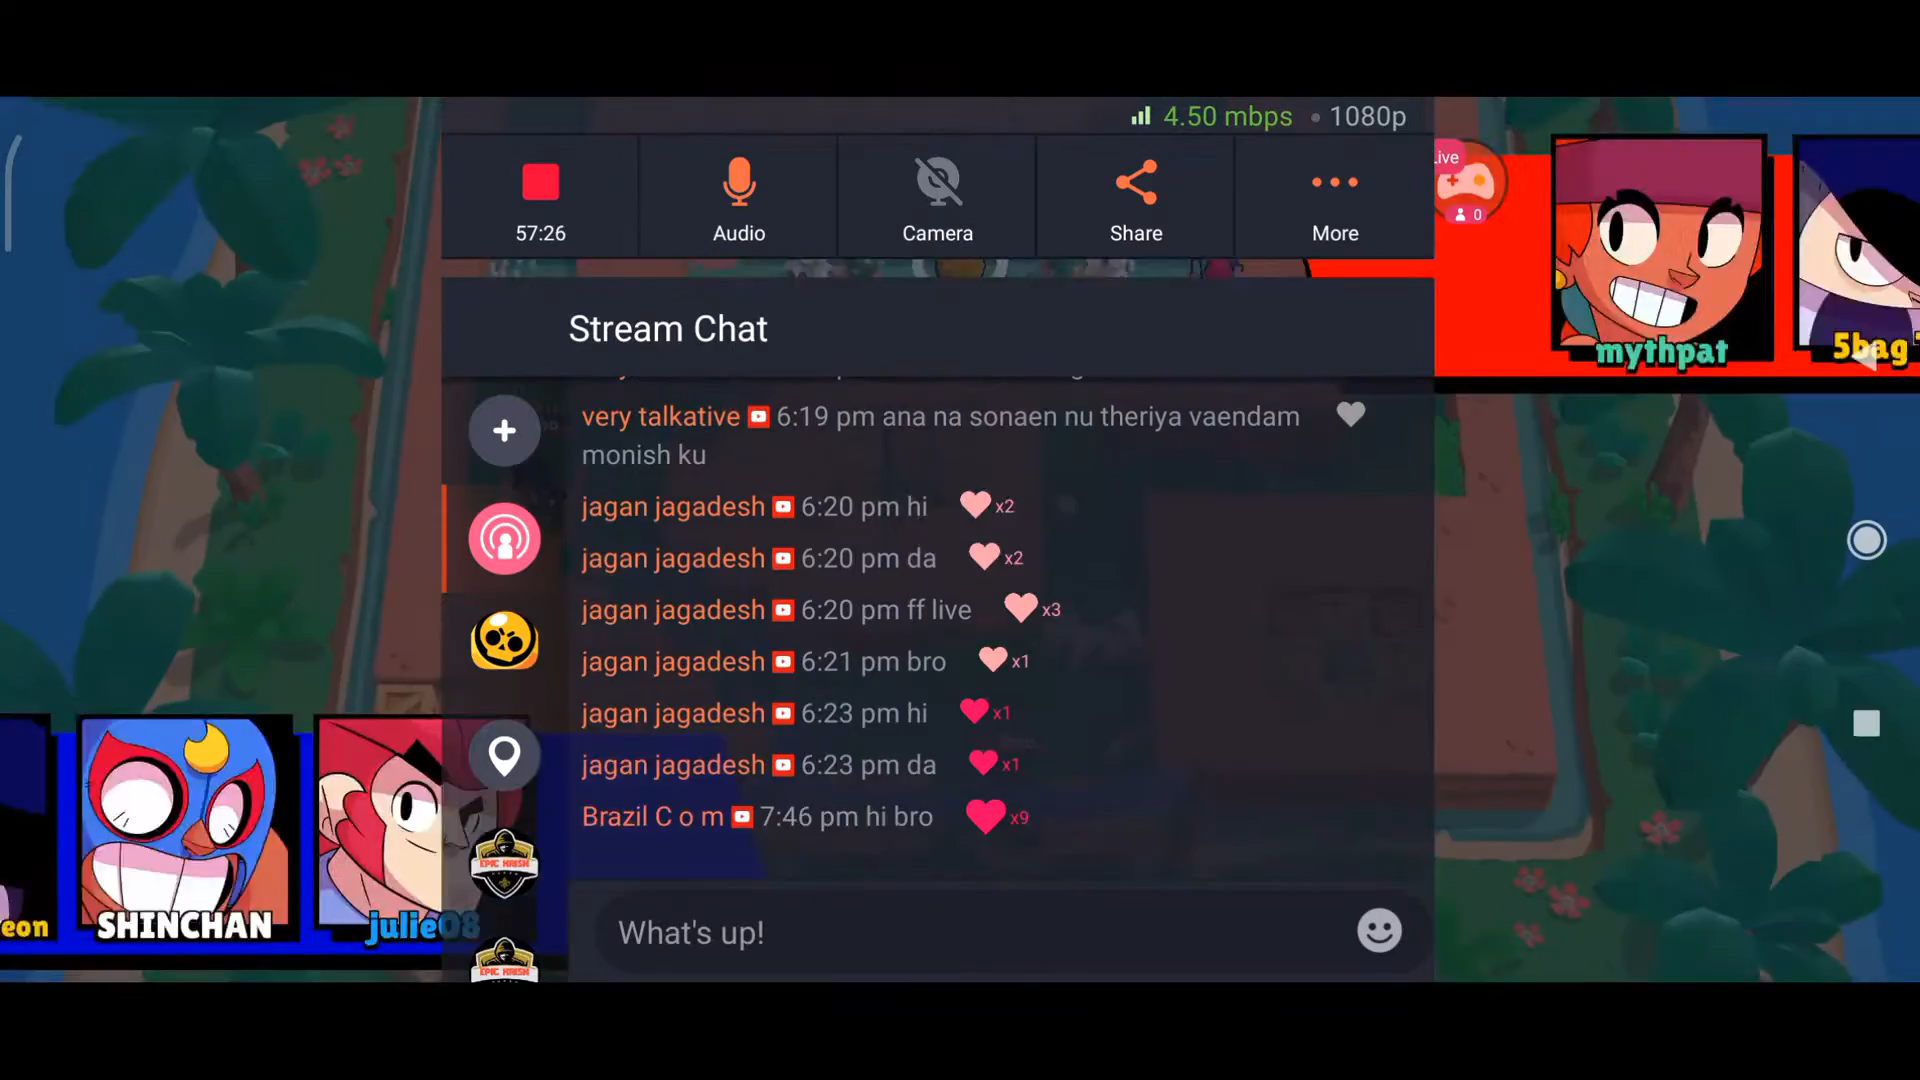 4.50 mbps • 1080p
57:26
Audio
Camera
Share
More
Live
0
mythpat
5bag
Stream Chat
very talkative 6:19 pm ana na sonaen nu theriya vaendam
monish ku
jagan jagadesh 6:20 pm hi x2
jagan jagadesh 6:20 pm da x2
jagan jagadesh 6:20 pm ff live x3
jagan jagadesh 6:21 pm bro x1
jagan jagadesh 6:23 pm hi x1
jagan jagadesh 6:23 pm da x1
Brazil C o m 7:46 pm hi bro x9
eon
SHINCHAN
julie08
EPIC KRISH
What's up!
EPIC KRISH